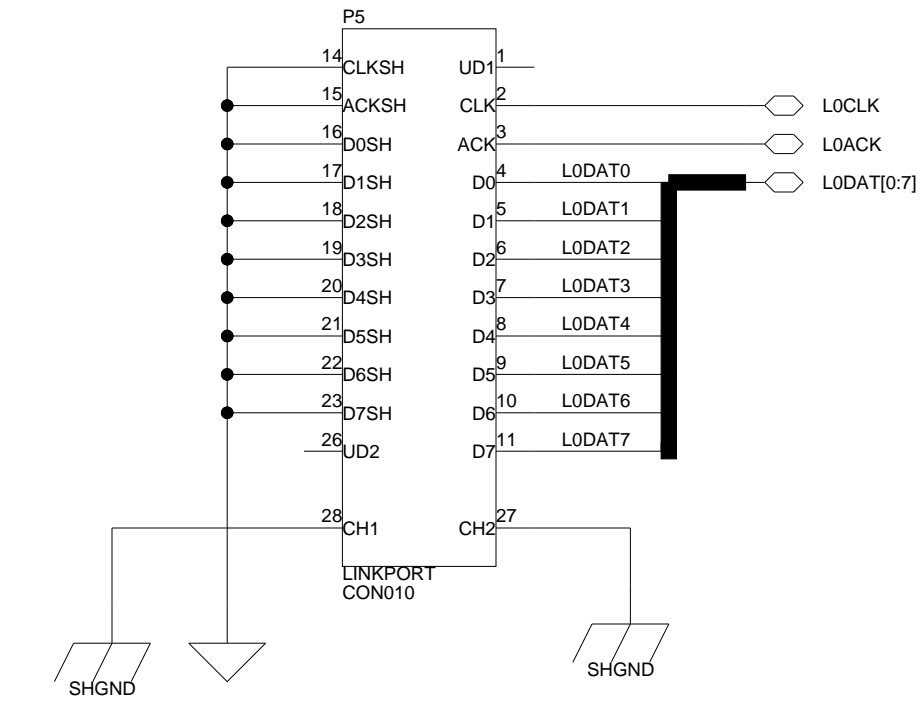 P5
14 CLKSH UD1 1
15 ACKSH CLK 2 L0CLK
16 D0SH ACK 3 L0ACK
17 D1SH D0 4 L0DAT0 L0DAT[0:7]
18 D2SH D1 5 L0DAT1
19 D3SH D2 6 L0DAT2
20 D4SH D3 7 L0DAT3
21 D5SH D4 8 L0DAT4
22 D6SH D5 9 L0DAT5
23 D7SH D6 10 L0DAT6
26 UD2 D7 11 L0DAT7
28 CH1 CH2 27
LINKPORT
CON010
SHGND SHGND